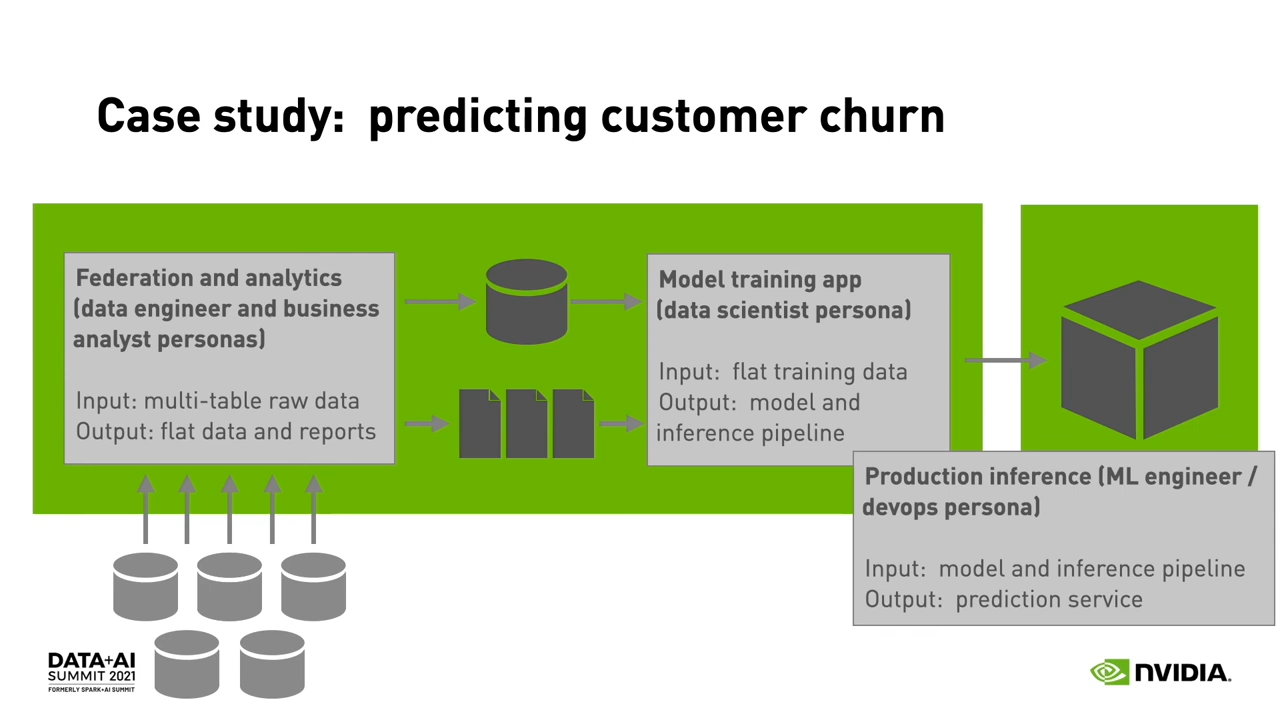 Case study:  predicting customer churn
Federation and analytics
(data engineer and business
analyst personas)
Input: multi-table raw data
Output: flat data and reports
Model training app
(data scientist persona)
Input:  flat training data
Output:  model and
inference pipeline
Production inference (ML engineer /
devops persona)
Input:  model and inference pipeline
Output:  prediction service
DATA+AI
SUMMIT 2021
FORMERLY SPARK+AI SUMMIT
NVIDIA.